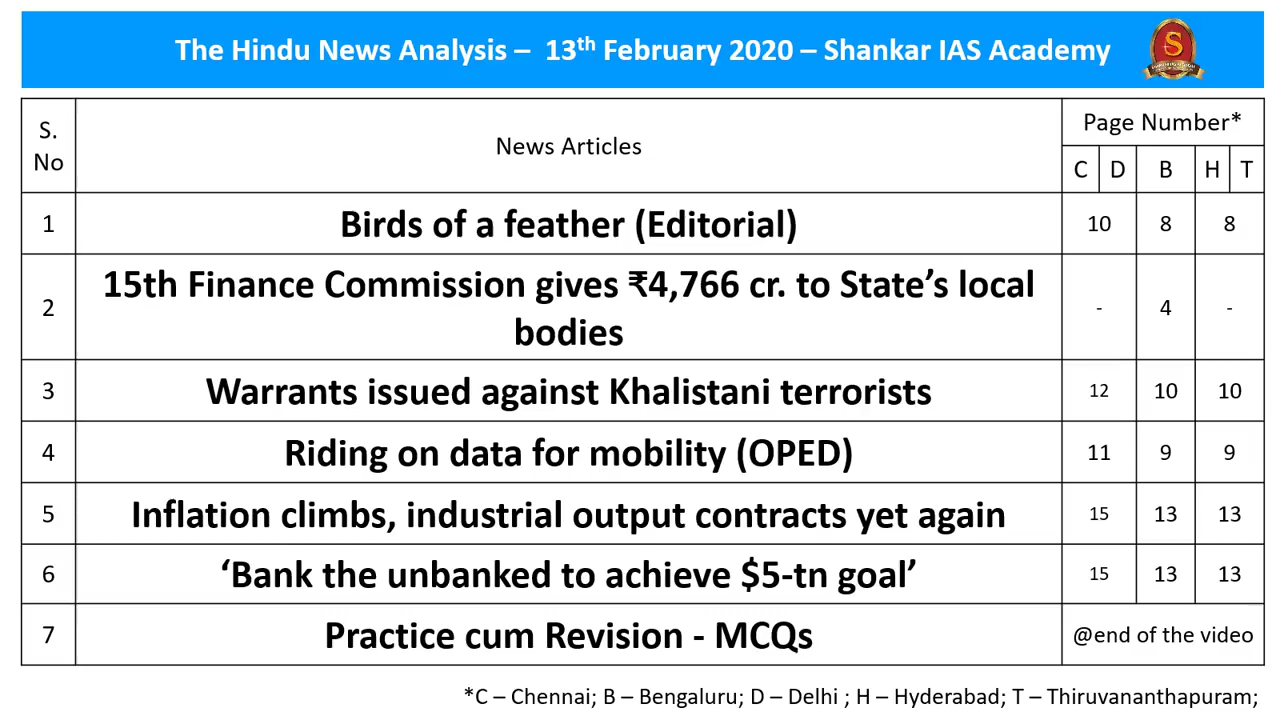 The Hindu News Analysis – 13th February 2020 – Shankar IAS Academy
S
S. No
News Articles
Page Number*
C D B H T
1 Birds of a feather (Editorial) 10 8 8
2 15th Finance Commission gives ₹4,766 cr. to State’s local
bodies - 4 -
3 Warrants issued against Khalistani terrorists 12 10 10
4 Riding on data for mobility (OPED) 11 9 9
5 Inflation climbs, industrial output contracts yet again 15 13 13
6 ‘Bank the unbanked to achieve $5-tn goal’ 15 13 13
7 Practice cum Revision - MCQs @end of the video
*C – Chennai; B – Bengaluru; D – Delhi ; H – Hyderabad; T – Thiruvananthapuram;